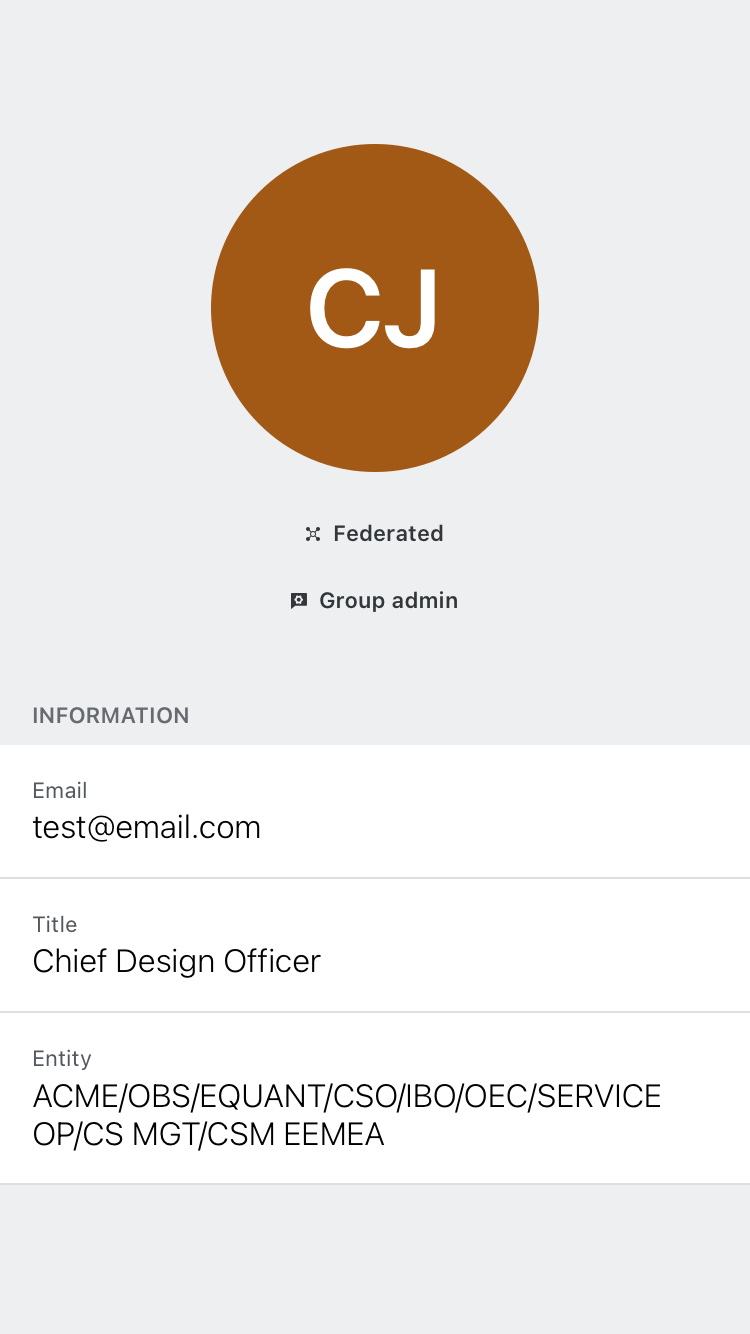 CJ
Federated
Group admin
INFORMATION
Email
test@email.com
Title
Chief Design Officer
Entity
ACME/OBS/EQUANT/CSO/IBO/OEC/SERVICE
OP/CS MGT/CSM EEMEA